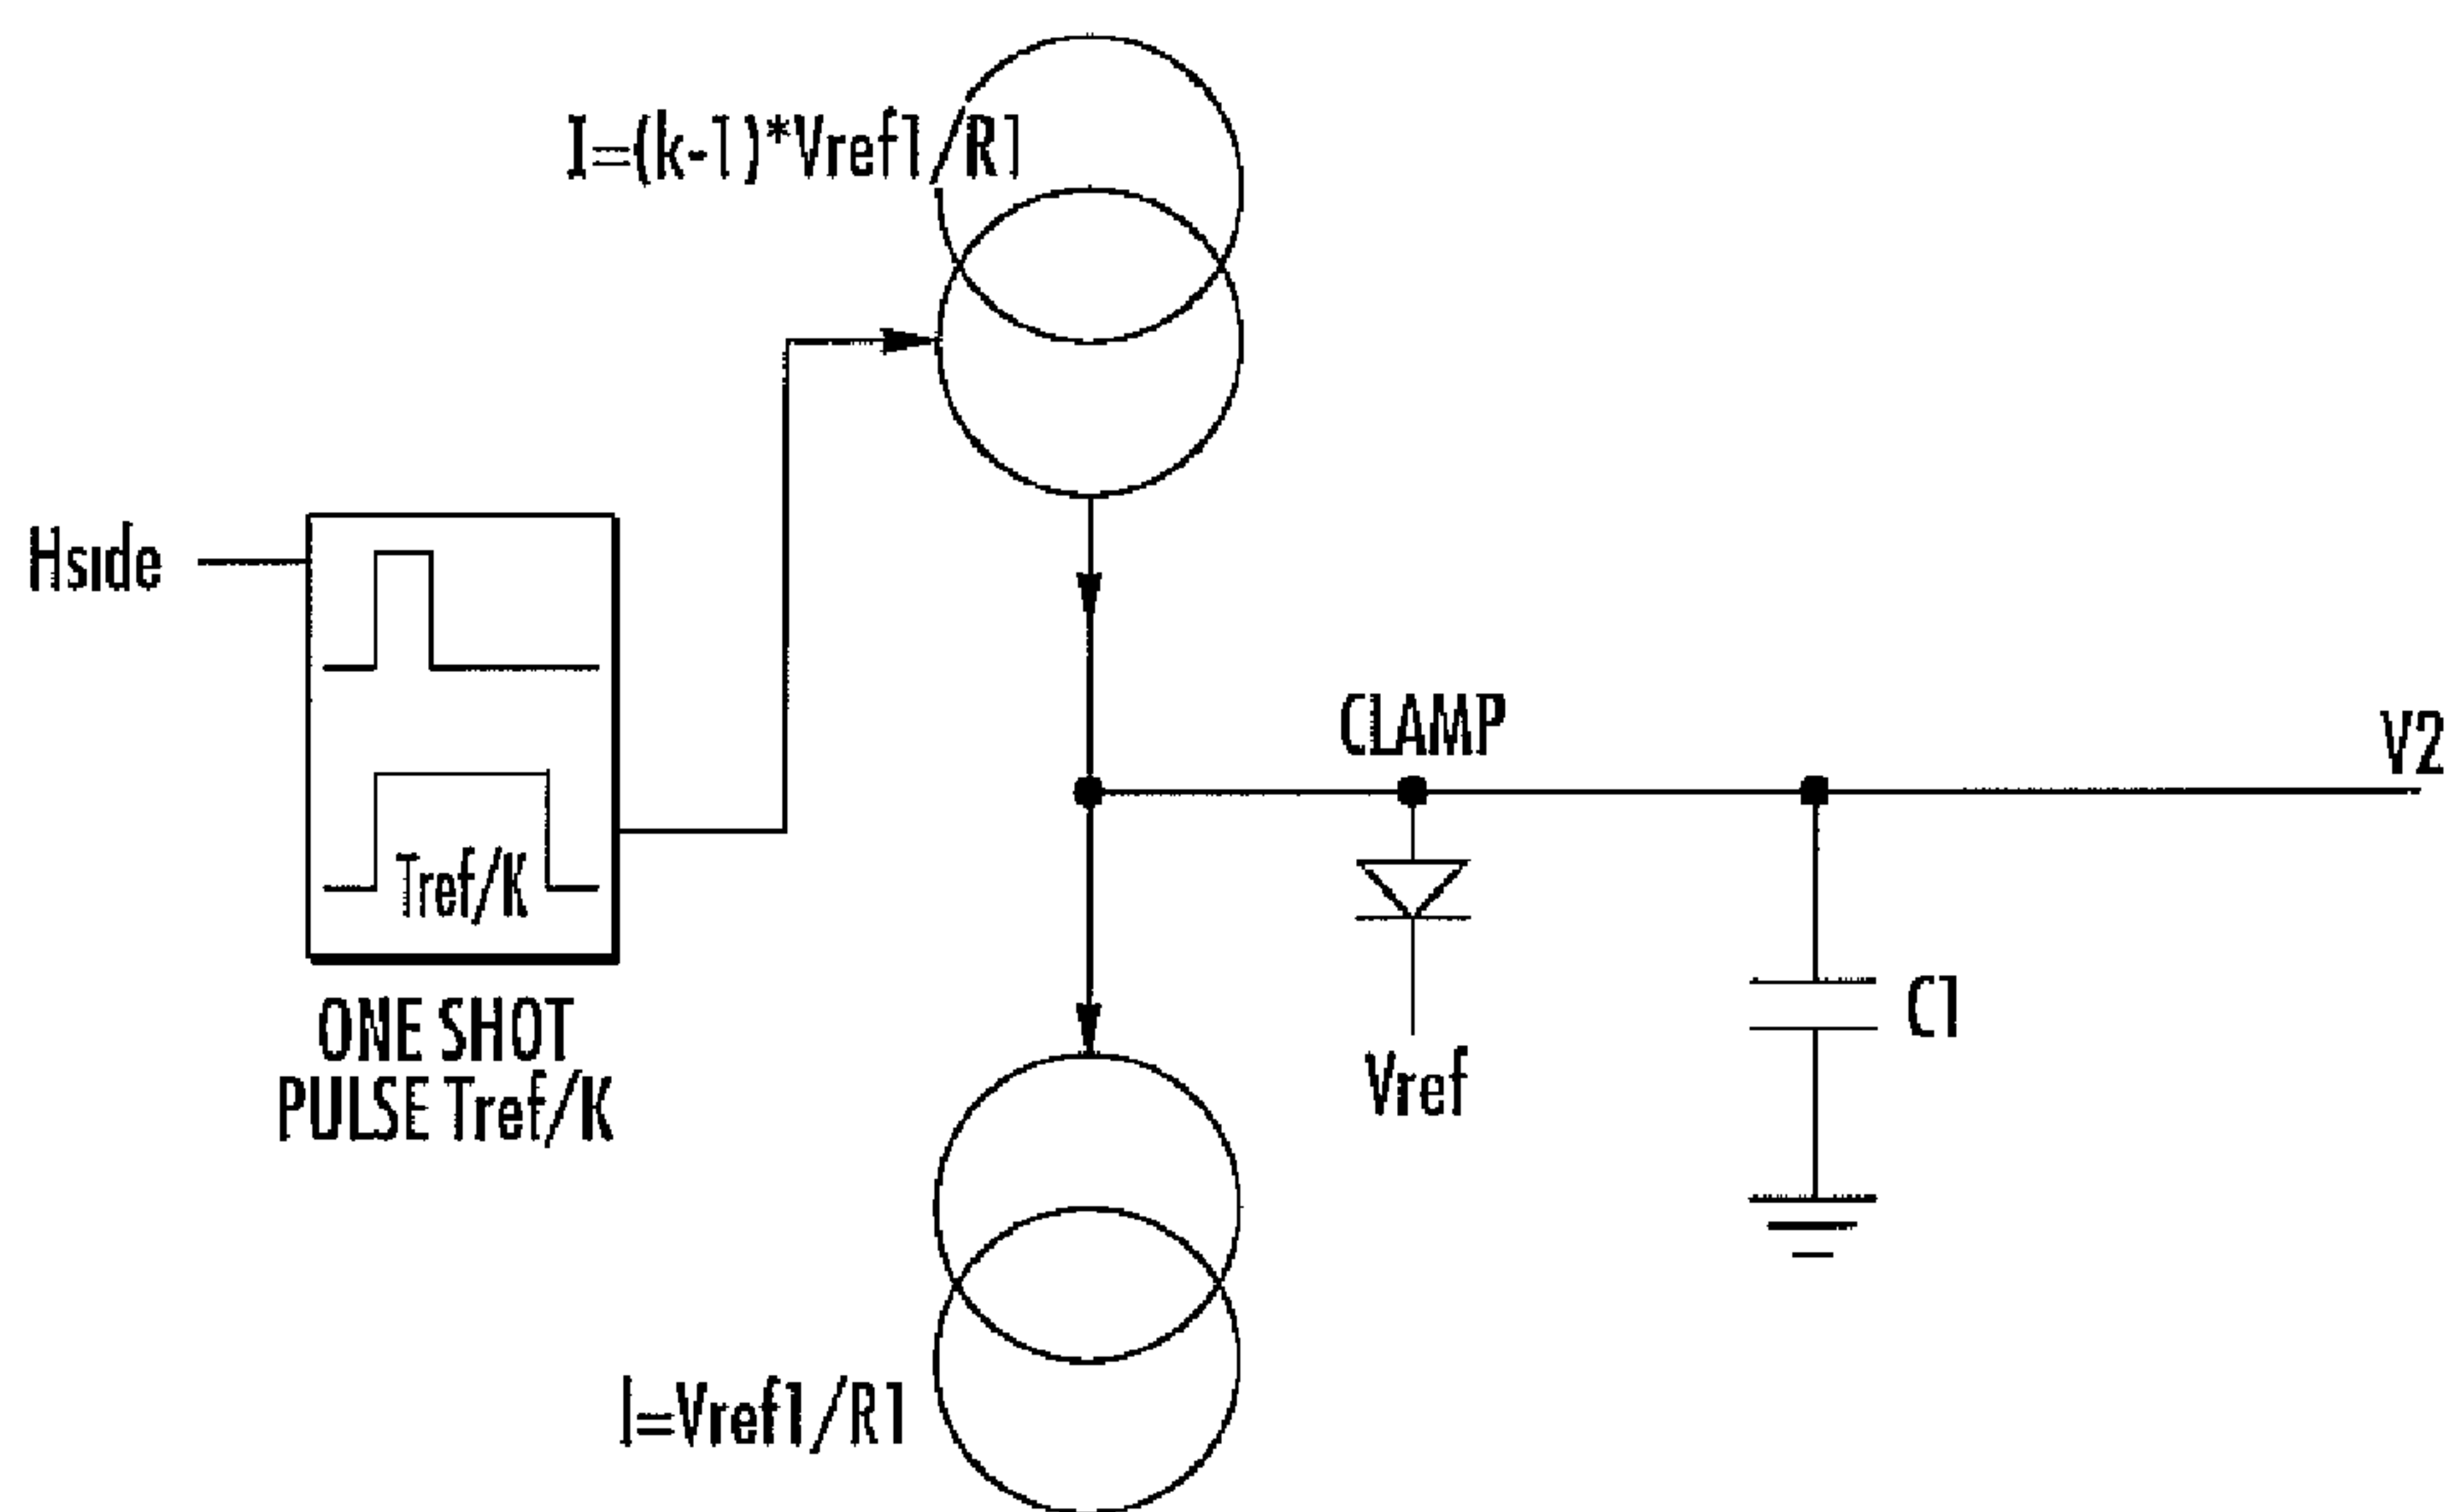 I=(k-1)*Vref1/R1
Hside
Tref/K
ONE SHOT
PULSE Tref/K
CLAMP
V2
Vref
C1
I=Vref1/R1